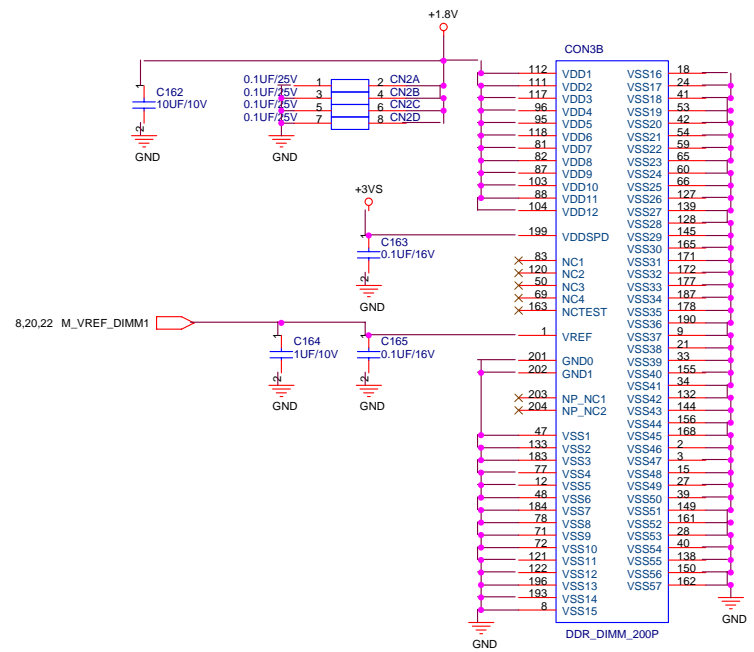 +1.8V
CON3B
0.1UF/25V 1 2 CN2A
0.1UF/25V 3 4 CN2B
0.1UF/25V 5 6 CN2C
0.1UF/25V 7 8 CN2D
1 C162
10UF/10V
2
GND
GND
+3VS
1 C163
0.1UF/16V
2
GND
8,20,22 M_VREF_DIMM1
1 C164
1UF/10V
2
GND
1 C165
0.1UF/16V
2
GND
112 VDD1
111 VDD2
117 VDD3
96 VDD4
95 VDD5
118 VDD6
81 VDD7
82 VDD8
87 VDD9
103 VDD10
88 VDD11
104 VDD12
199 VDDSPD
83 NC1
120 NC2
50 NC3
69 NC4
163 NCTEST
1 VREF
201 GND0
202 GND1
203 NP_NC1
204 NP_NC2
47 VSS1
133 VSS2
183 VSS3
77 VSS4
12 VSS5
48 VSS6
184 VSS7
78 VSS8
71 VSS9
72 VSS10
121 VSS11
122 VSS12
196 VSS13
193 VSS14
8 VSS15
GND
VSS16 18
VSS17 24
VSS18 41
VSS19 53
VSS20 42
VSS21 54
VSS22 59
VSS23 65
VSS24 60
VSS25 66
VSS26 127
VSS27 139
VSS28 128
VSS29 145
VSS30 165
VSS31 171
VSS32 172
VSS33 177
VSS34 187
VSS35 178
VSS36 190
VSS37 9
VSS38 21
VSS39 33
VSS40 155
VSS41 34
VSS42 132
VSS43 144
VSS44 156
VSS45 168
VSS46 2
VSS47 3
VSS48 15
VSS49 27
VSS50 39
VSS51 149
VSS52 161
VSS53 28
VSS54 40
VSS55 138
VSS56 150
VSS57 162
GND
DDR_DIMM_200P